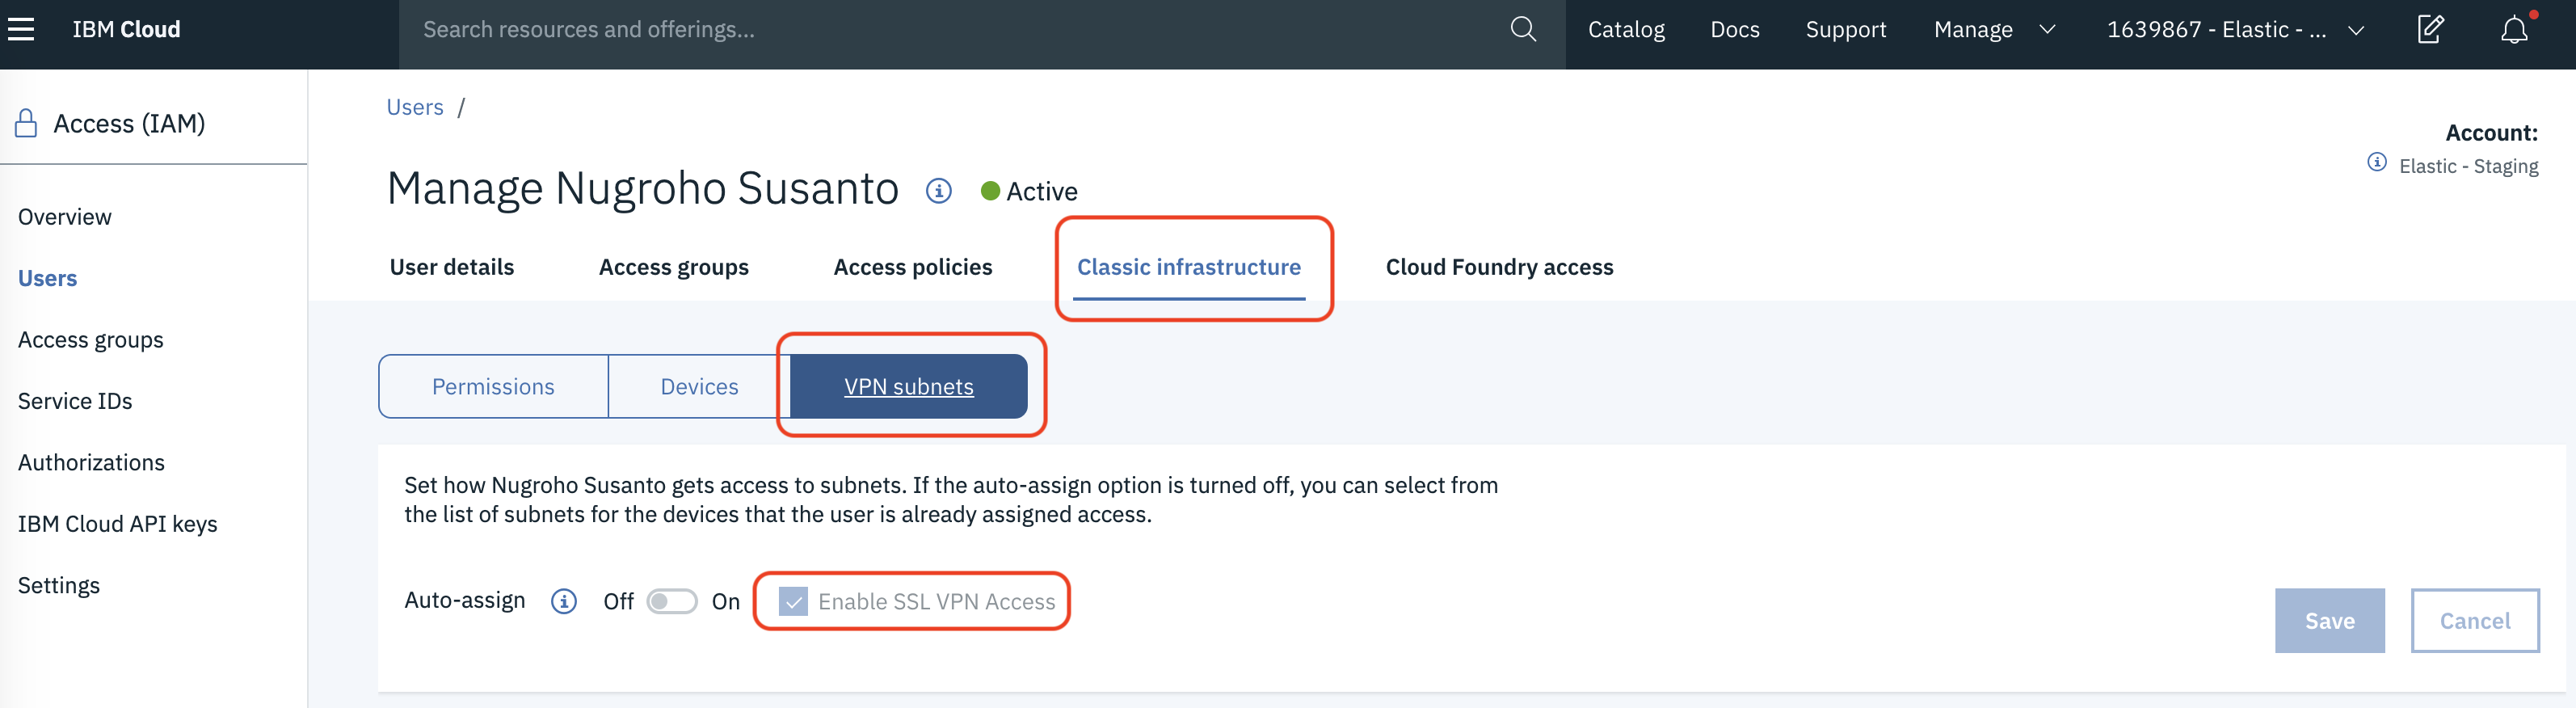 IBM Cloud
Search resources and offerings...
Catalog
Docs
Support
Manage
1639867 - Elastic - ...
Access (IAM)
Overview
Users
Access groups
Service IDs
Authorizations
IBM Cloud API keys
Settings
Users /
Account:
Elastic - Staging
Manage Nugroho Susanto
Active
User details
Access groups
Access policies
Classic infrastructure
Cloud Foundry access
Permissions
Devices
VPN subnets
Set how Nugroho Susanto gets access to subnets. If the auto-assign option is turned off, you can select from
the list of subnets for the devices that the user is already assigned access.
Auto-assign
Off
On
Enable SSL VPN Access
Save
Cancel